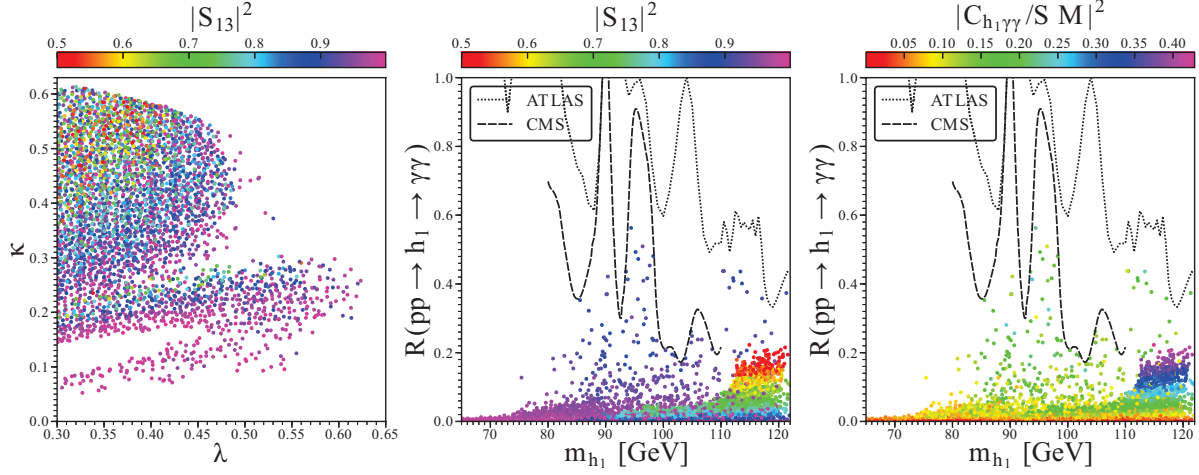 |S₁₃|²
0.5 0.6 0.7 0.8 0.9
κ
0.6
0.5
0.4
0.3
0.2
0.1
0.0
0.30 0.35 0.40 0.45 0.50 0.55 0.60 0.65
λ
|S₁₃|²
0.5 0.6 0.7 0.8 0.9
R(pp → h₁ → γγ)
1.0
0.8
0.6
0.4
0.2
0.0
ATLAS
CMS
70 80 90 100 110 120
m_h₁ [GeV]
|C_h₁γγ/S M|²
0.05 0.10 0.15 0.20 0.25 0.30 0.35 0.40
R(pp → h₁ → γγ)
1.0
0.8
0.6
0.4
0.2
0.0
ATLAS
CMS
70 80 90 100 110 120
m_h₁ [GeV]